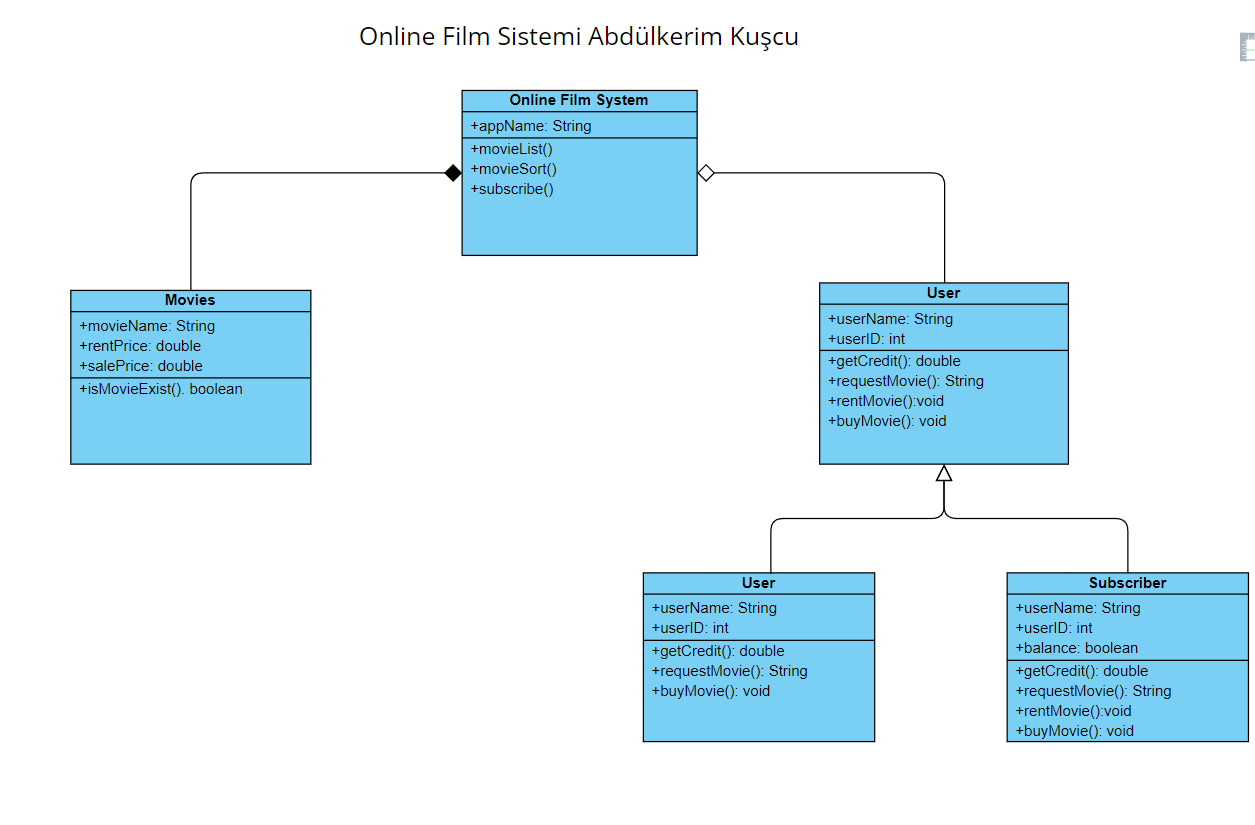 Online Film Sistemi Abdülkerim Kuşcu
Online Film System
+appName: String
+movieList()
+movieSort()
+subscribe()
Movies
+movieName: String
+rentPrice: double
+salePrice: double
+isMovieExist(). boolean
User
+userName: String
+userID: int
+getCredit(): double
+requestMovie(): String
+rentMovie():void
+buyMovie(): void
User
+userName: String
+userID: int
+getCredit(): double
+requestMovie(): String
+buyMovie(): void
Subscriber
+userName: String
+userID: int
+balance: boolean
+getCredit(): double
+requestMovie(): String
+rentMovie():void
+buyMovie(): void